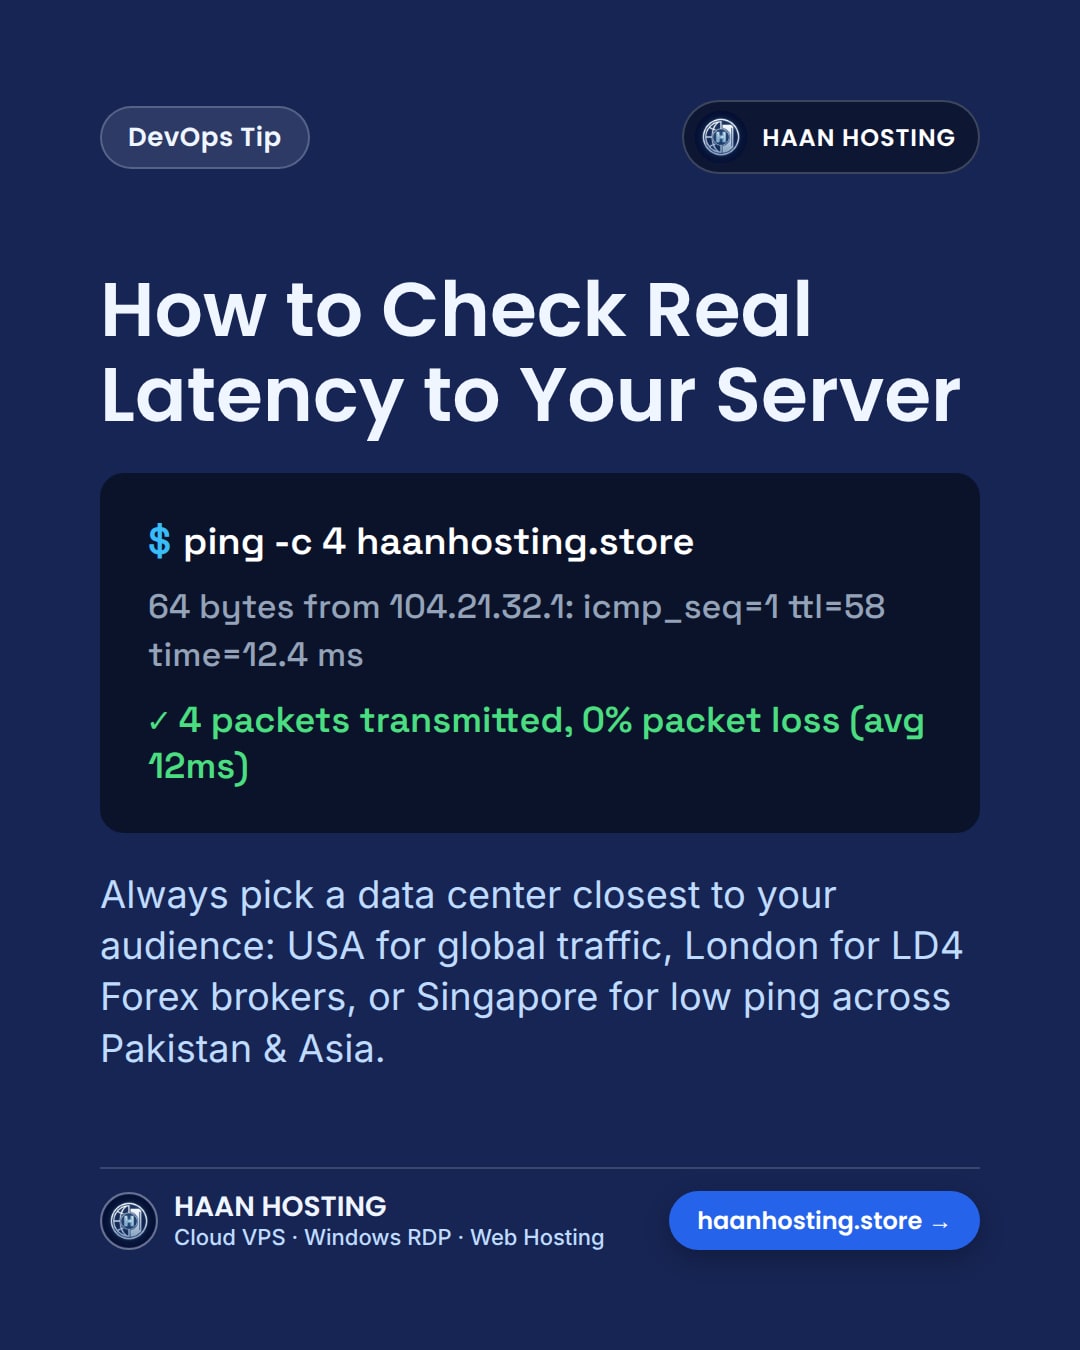 DevOps Tip
HAAN HOSTING
How to Check Real
Latency to Your Server
$ ping -c 4 haanhosting.store
64 bytes from 104.21.32.1: icmp_seq=1 ttl=58
time=12.4 ms
✓ 4 packets transmitted, 0% packet loss (avg
12ms)
Always pick a data center closest to your
audience: USA for global traffic, London for LD4
Forex brokers, or Singapore for low ping across
Pakistan & Asia.
HAAN HOSTING
Cloud VPS · Windows RDP · Web Hosting
haanhosting.store →